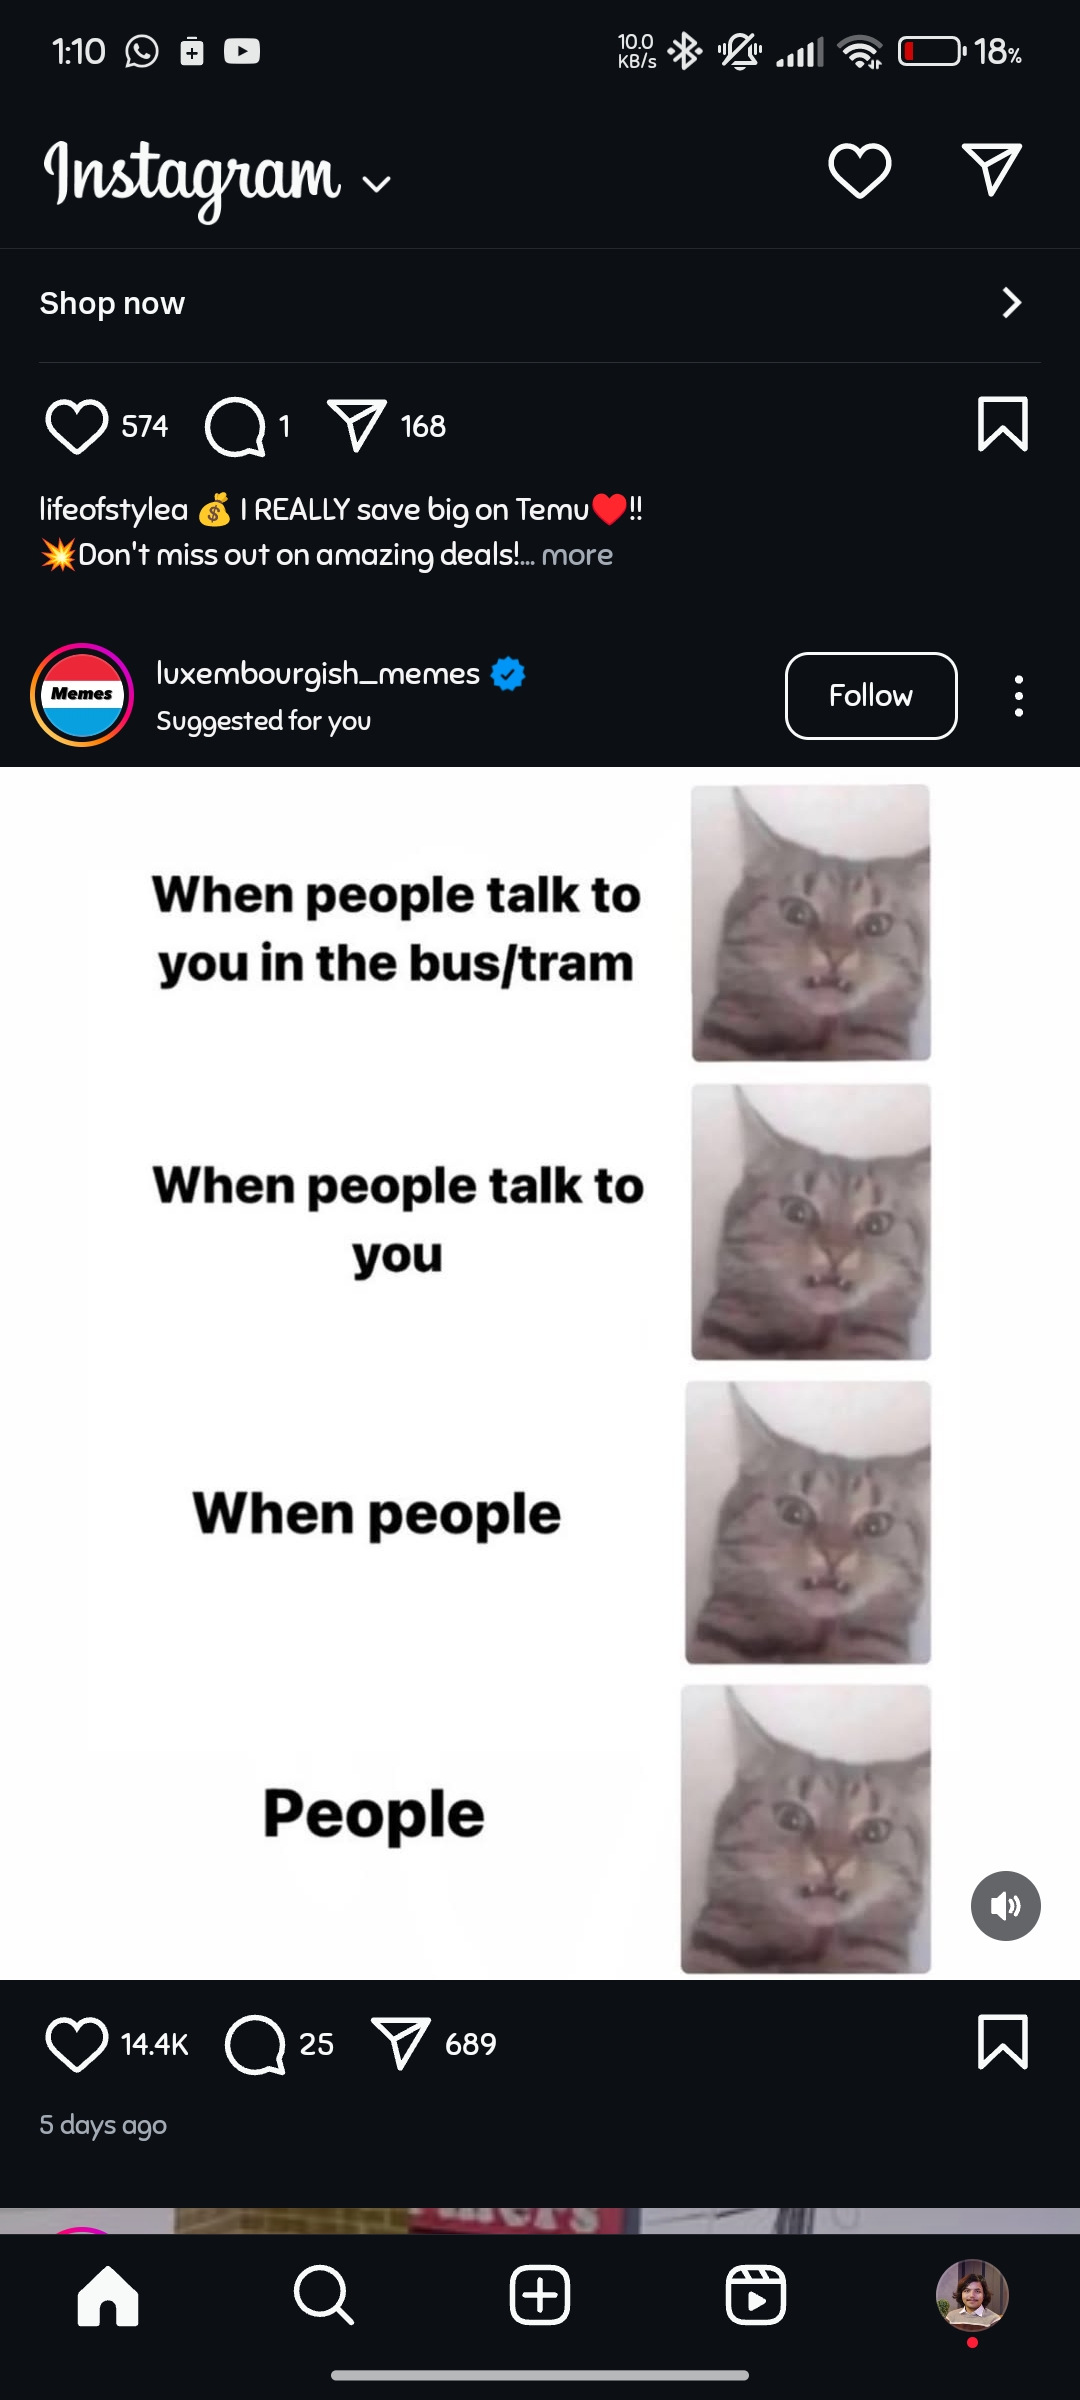 1:10
10.0
KB/s
18%
Instagram
Shop now
574 1 168
lifeofstylea 💰 I REALLY save big on Temu♥️!!
💥Don't miss out on amazing deals!... more
Memes
luxembourgish_memes
Suggested for you
Follow
When people talk to
you in the bus/tram
When people talk to
you
When people
People
14.4K 25 689
5 days ago